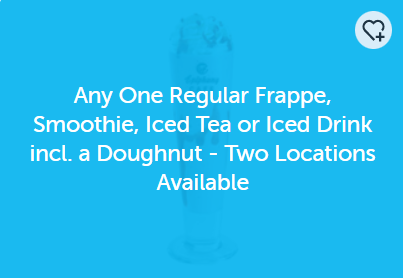 Any One Regular Frappe,
Smoothie, Iced Tea or Iced Drink
incl. a Doughnut - Two Locations
Available